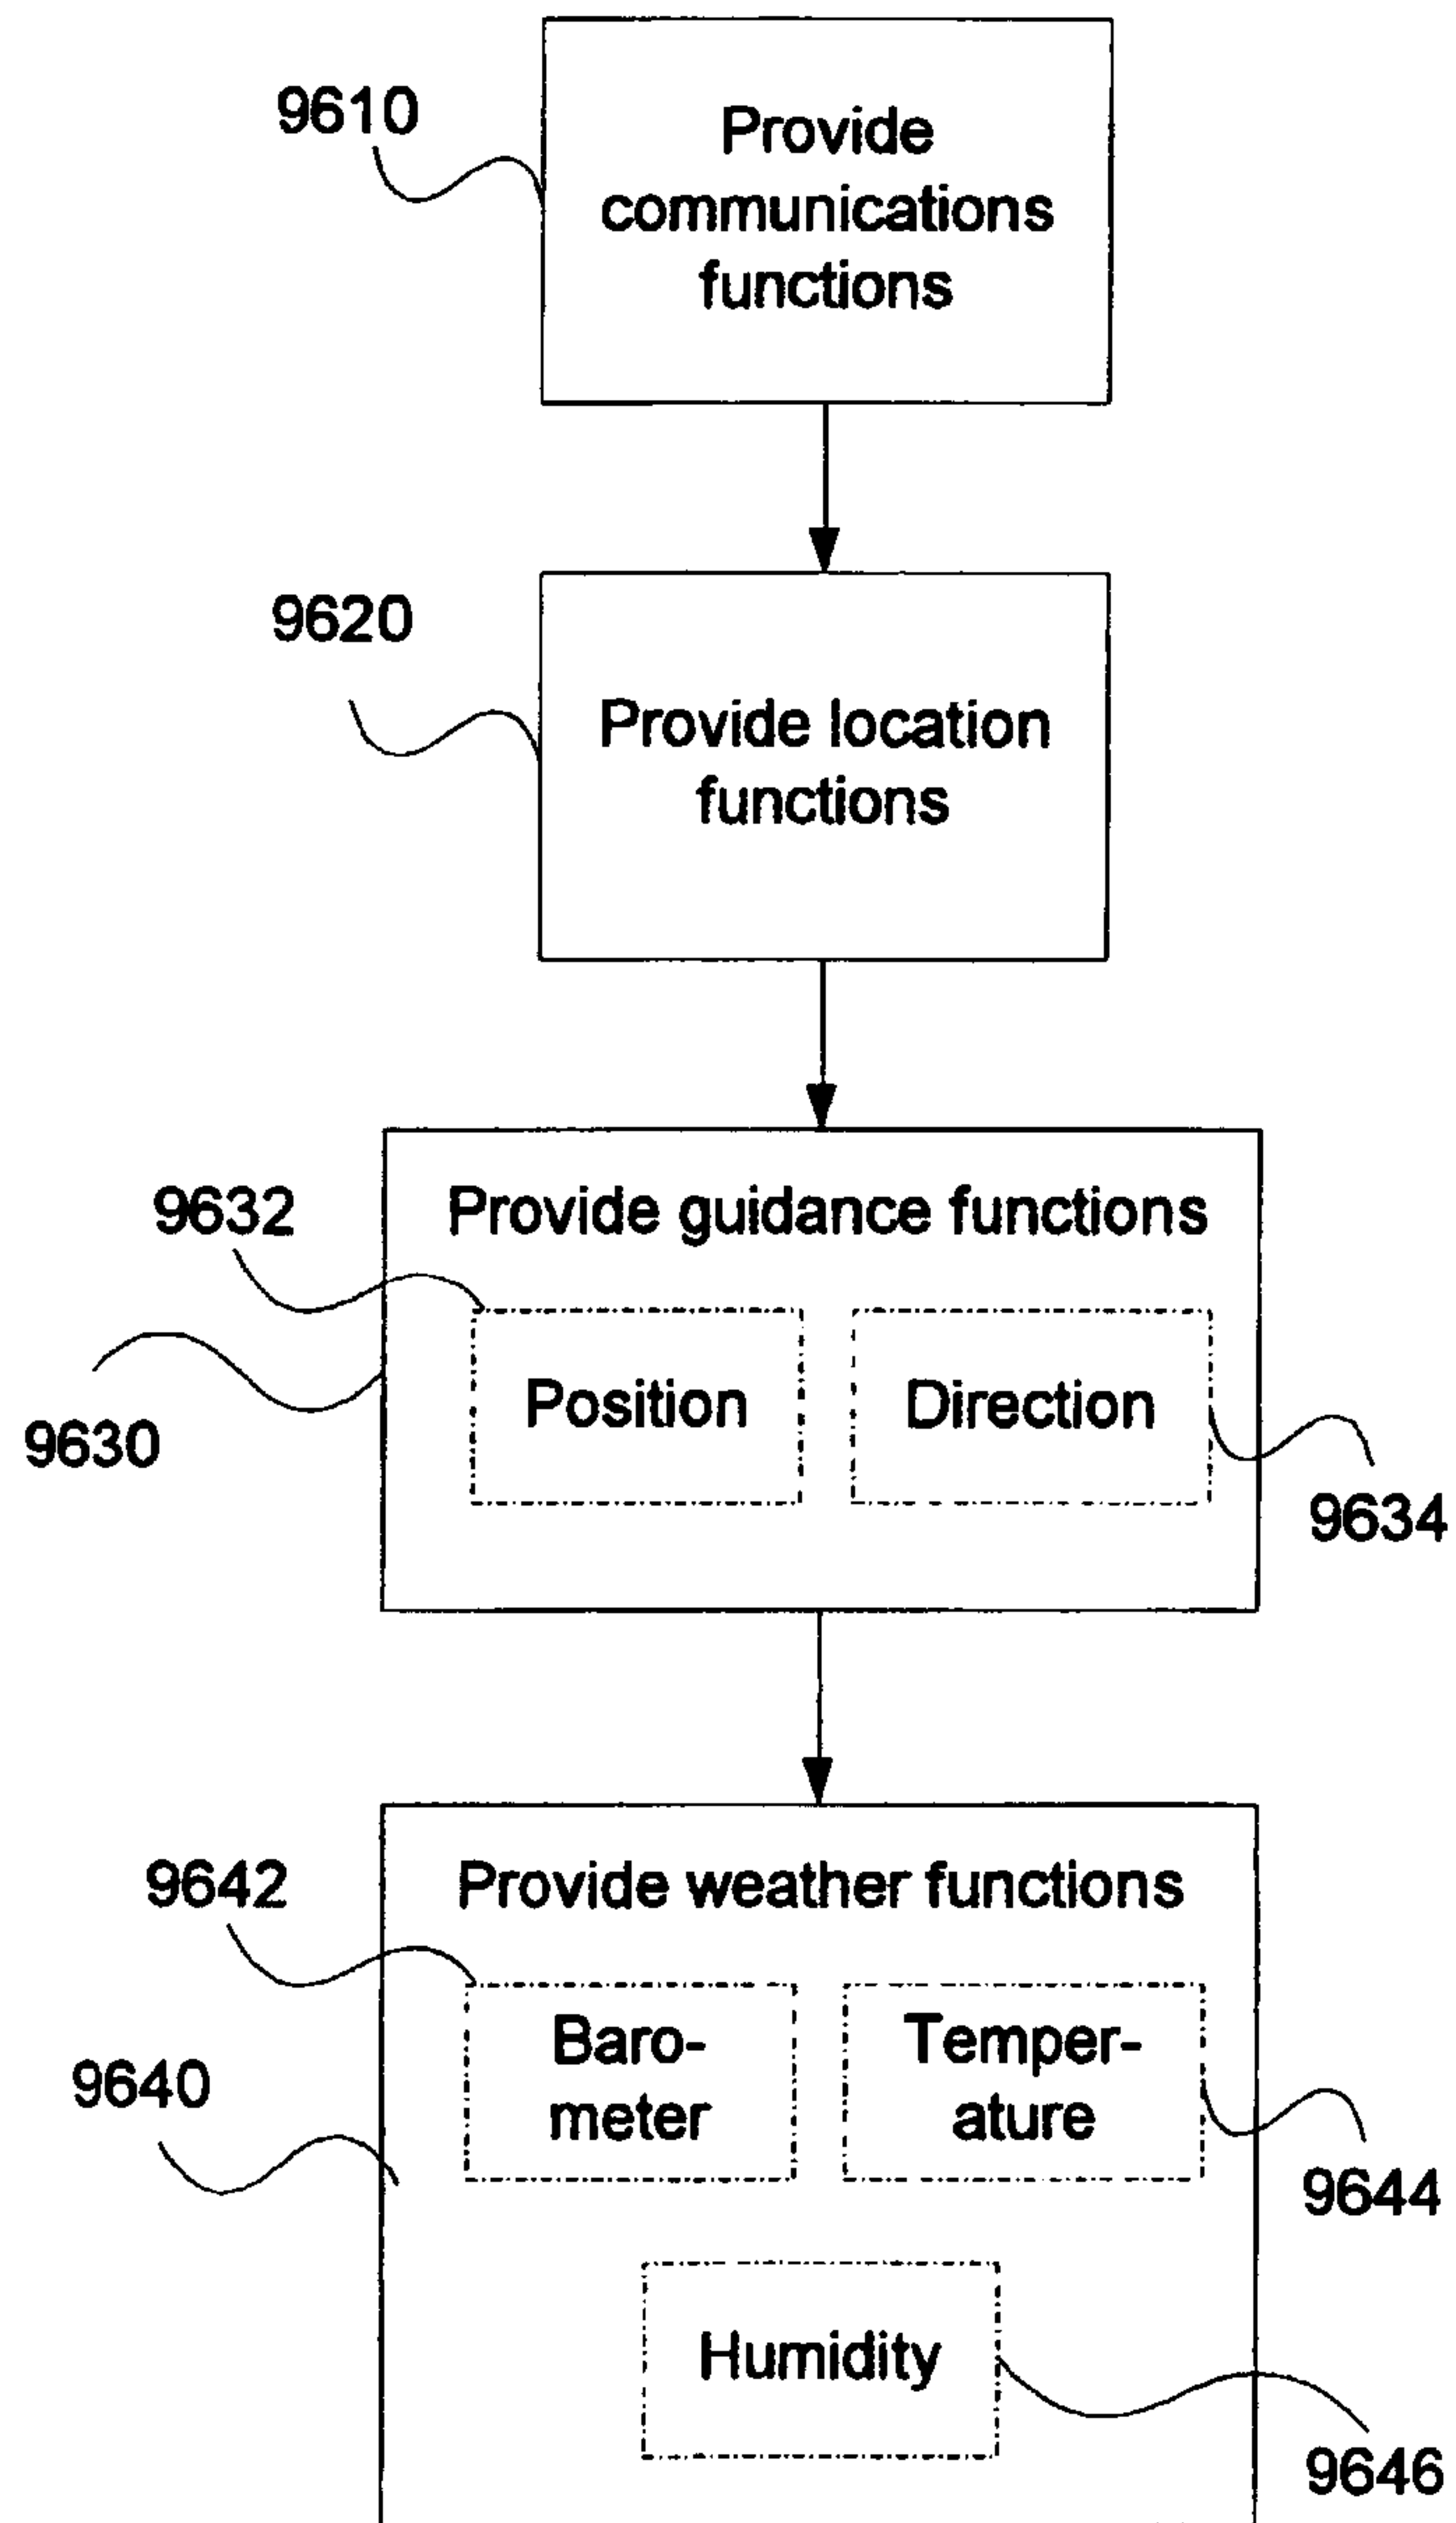 9610
Provide
communications
functions
9620
Provide location
functions
9632
Provide guidance functions
Position
Direction
9630
9634
9642
Provide weather functions
Baro-
meter
Temper-
ature
9640
9644
Humidity
9646